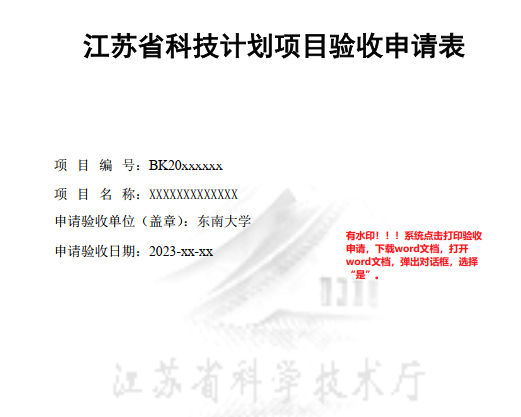 江苏省科技计划项目验收申请表
项 目 编 号：BK20xxxxxx
项 目 名 称：XXXXXXXXXXXXX
申请验收单位（盖章）：东南大学
申请验收日期：2023-xx-xx
有水印！！！系统点击打印验收
申请，下载word文档，打开
word文档，弹出对话框，选择
“是”。
江苏省科学技术厅